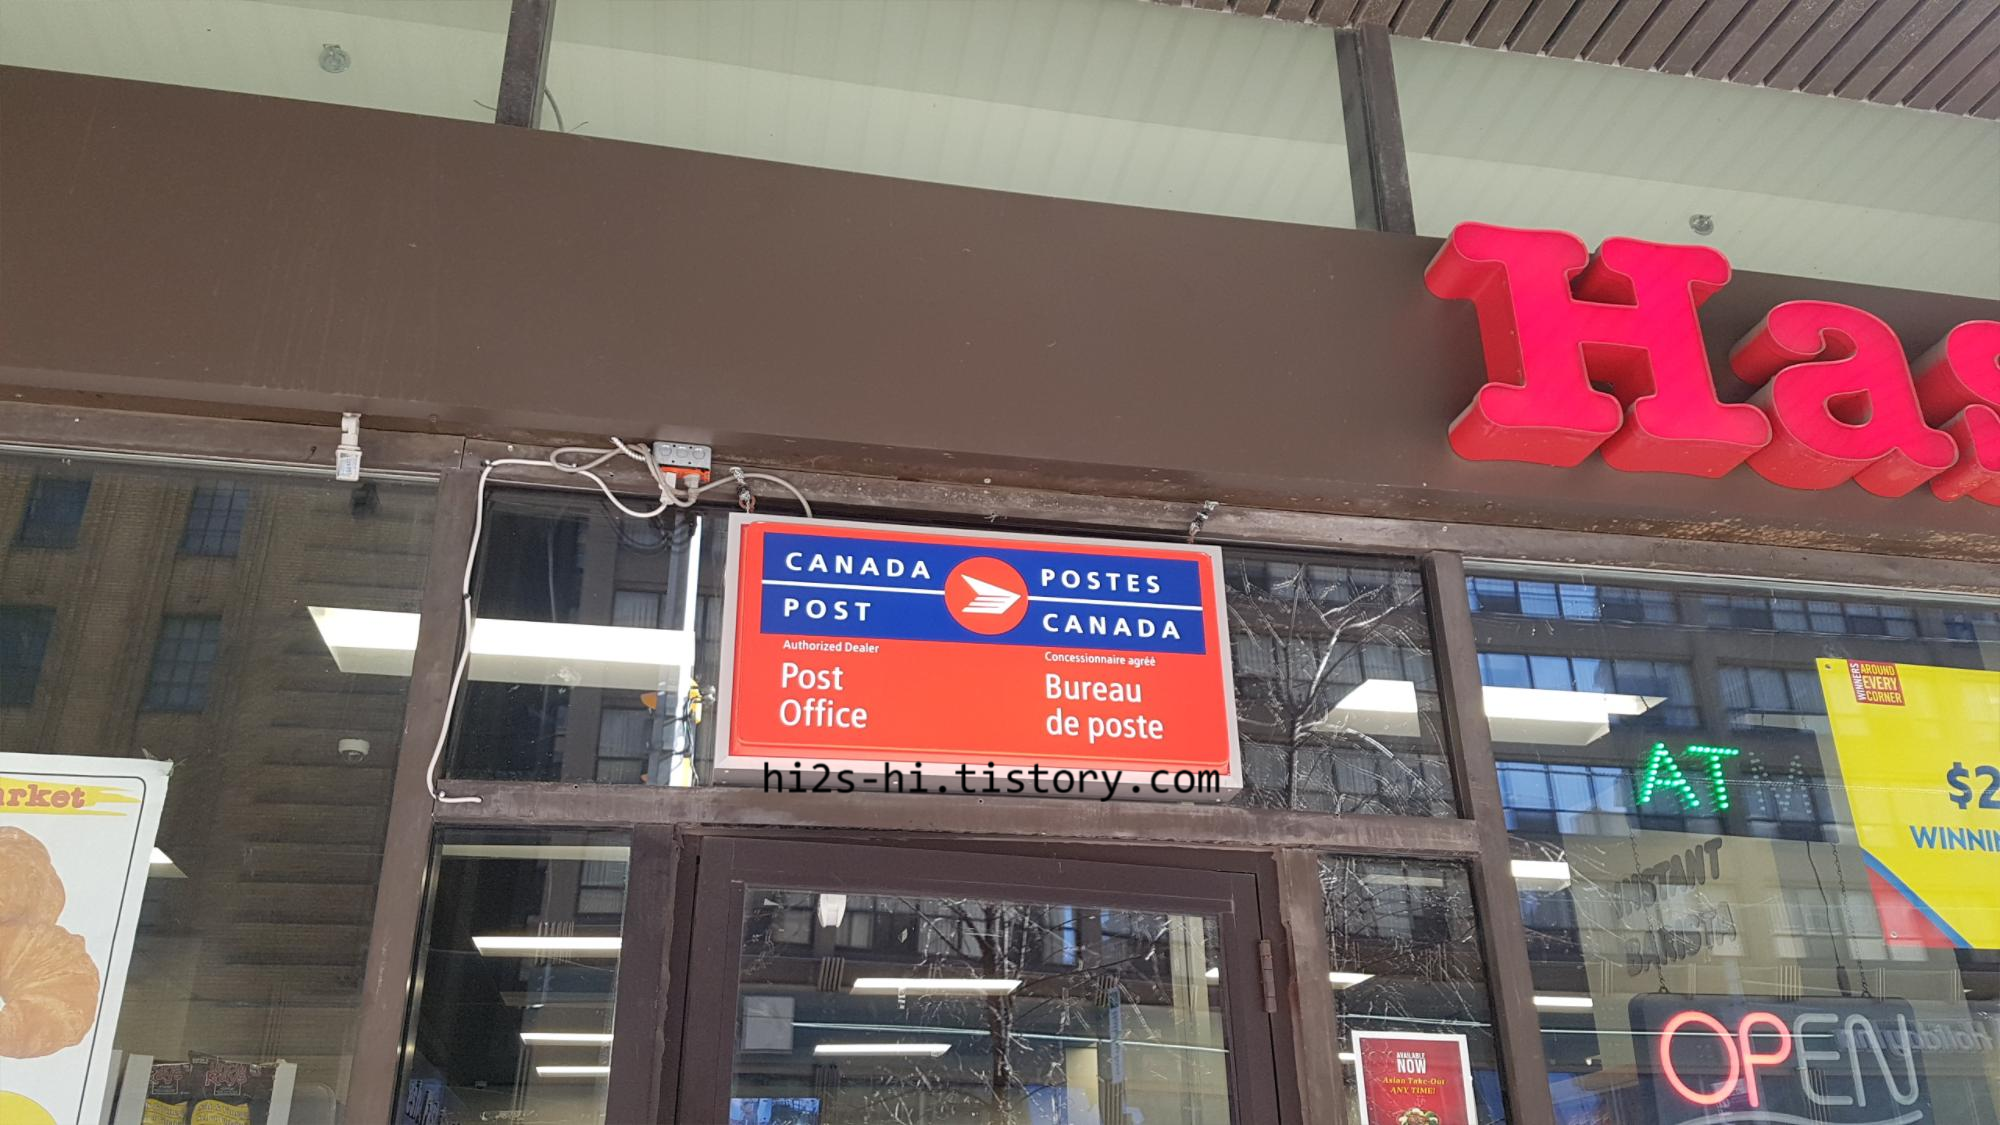 Has
CANADA
POST
POSTES
CANADA
Authorized Dealer
Post
Office
Concessionnaire agréé
Bureau
de poste
hi2s-hi.tistory.com
WINNERS
AROUND
EVERY
CORNER
ATM
$2
WINNIN
arket
AVAILABLE
NOW
Asian Take-Out
ANY TIME!
OPEN